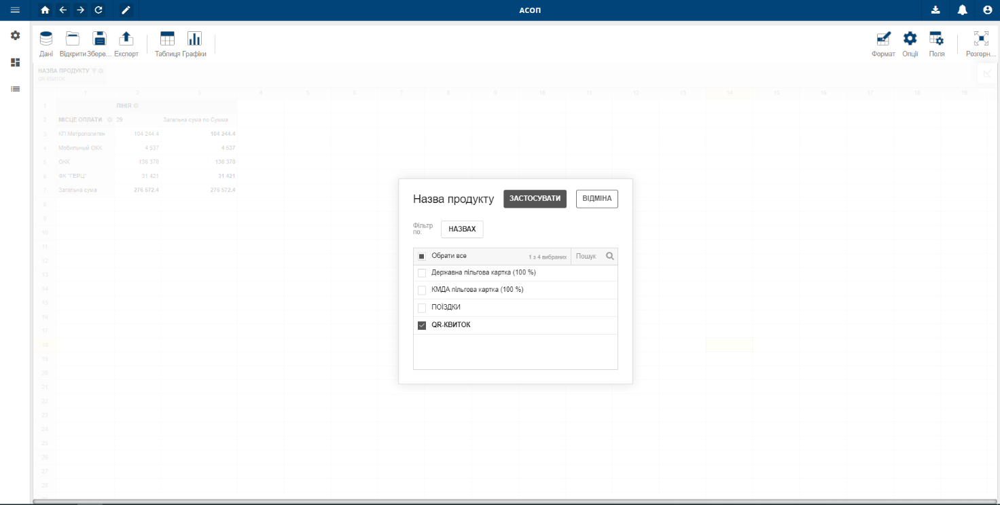 АСОП
Дані Відкрити Збере... Експорт Таблиця Графіки Формат Опції Поля Розгорн...
НАЗВА ПРОДУКТУ
QR-КВИТОК
1 2 3 4 5 6 7 8 9 10 11 12 13 14 15 16 17 18 19
1 ЛІНІЯ
2 МІСЦЕ ОПЛАТИ 29 Загальна сума по Сумма
3 КП Метрополитен 104 244.4 104 244.4
4 Мобильный ОКК 4 537 4 537
5 ОКК 136 370 136 370
6 ФК "ГЕРЦ" 31 421 31 421
7 Загальна сума 276 572.4 276 572.4
8
9
10
11
12
13
14
15
16
17
18
19
20
21
22
23
24
25
26
27
28
Назва продукту ЗАСТОСУВАТИ ВІДМІНА
Фільтр
по: НАЗВАХ
Обрати все 1 з 4 вибраних Пошук
Державна пільгова картка (100 %)
КМДА пільгова картка (100 %)
ПОЇЗДКИ
QR-КВИТОК